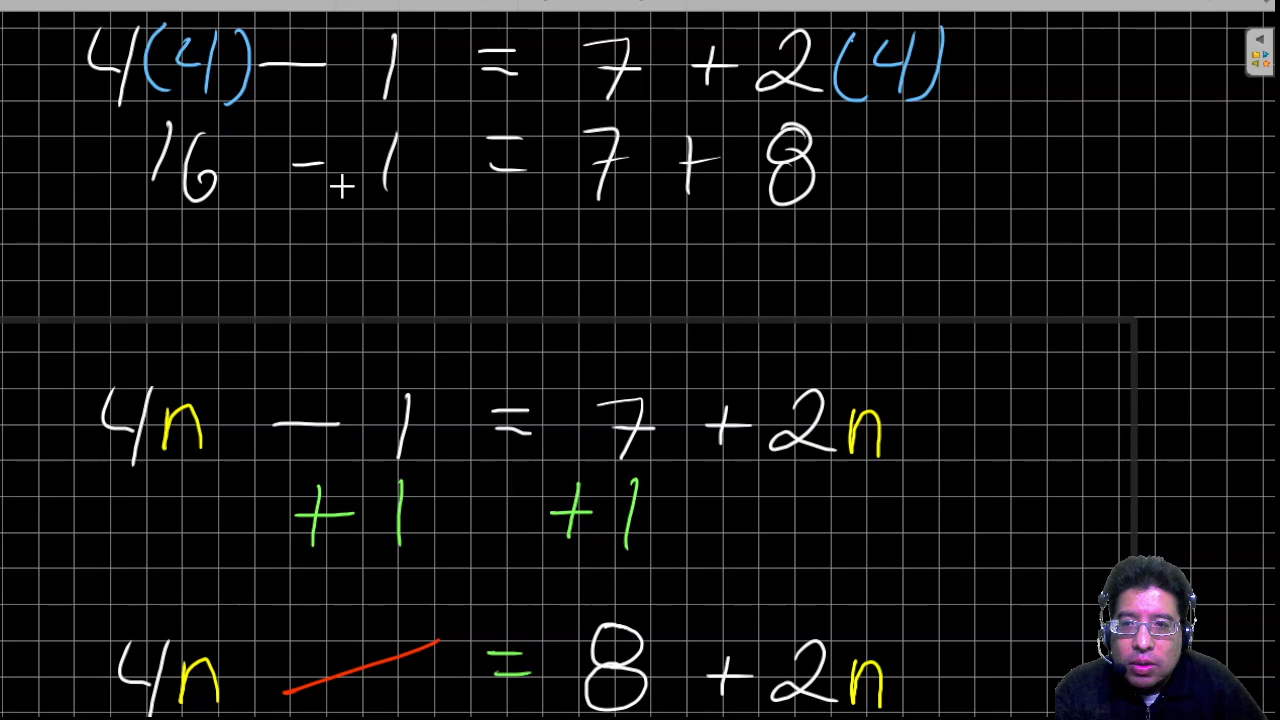 4(4) - 1 = 7 + 2(4)
16 - 1 = 7 + 8
4n - 1 = 7 + 2n
+ 1 + 1
4n = 8 + 2n